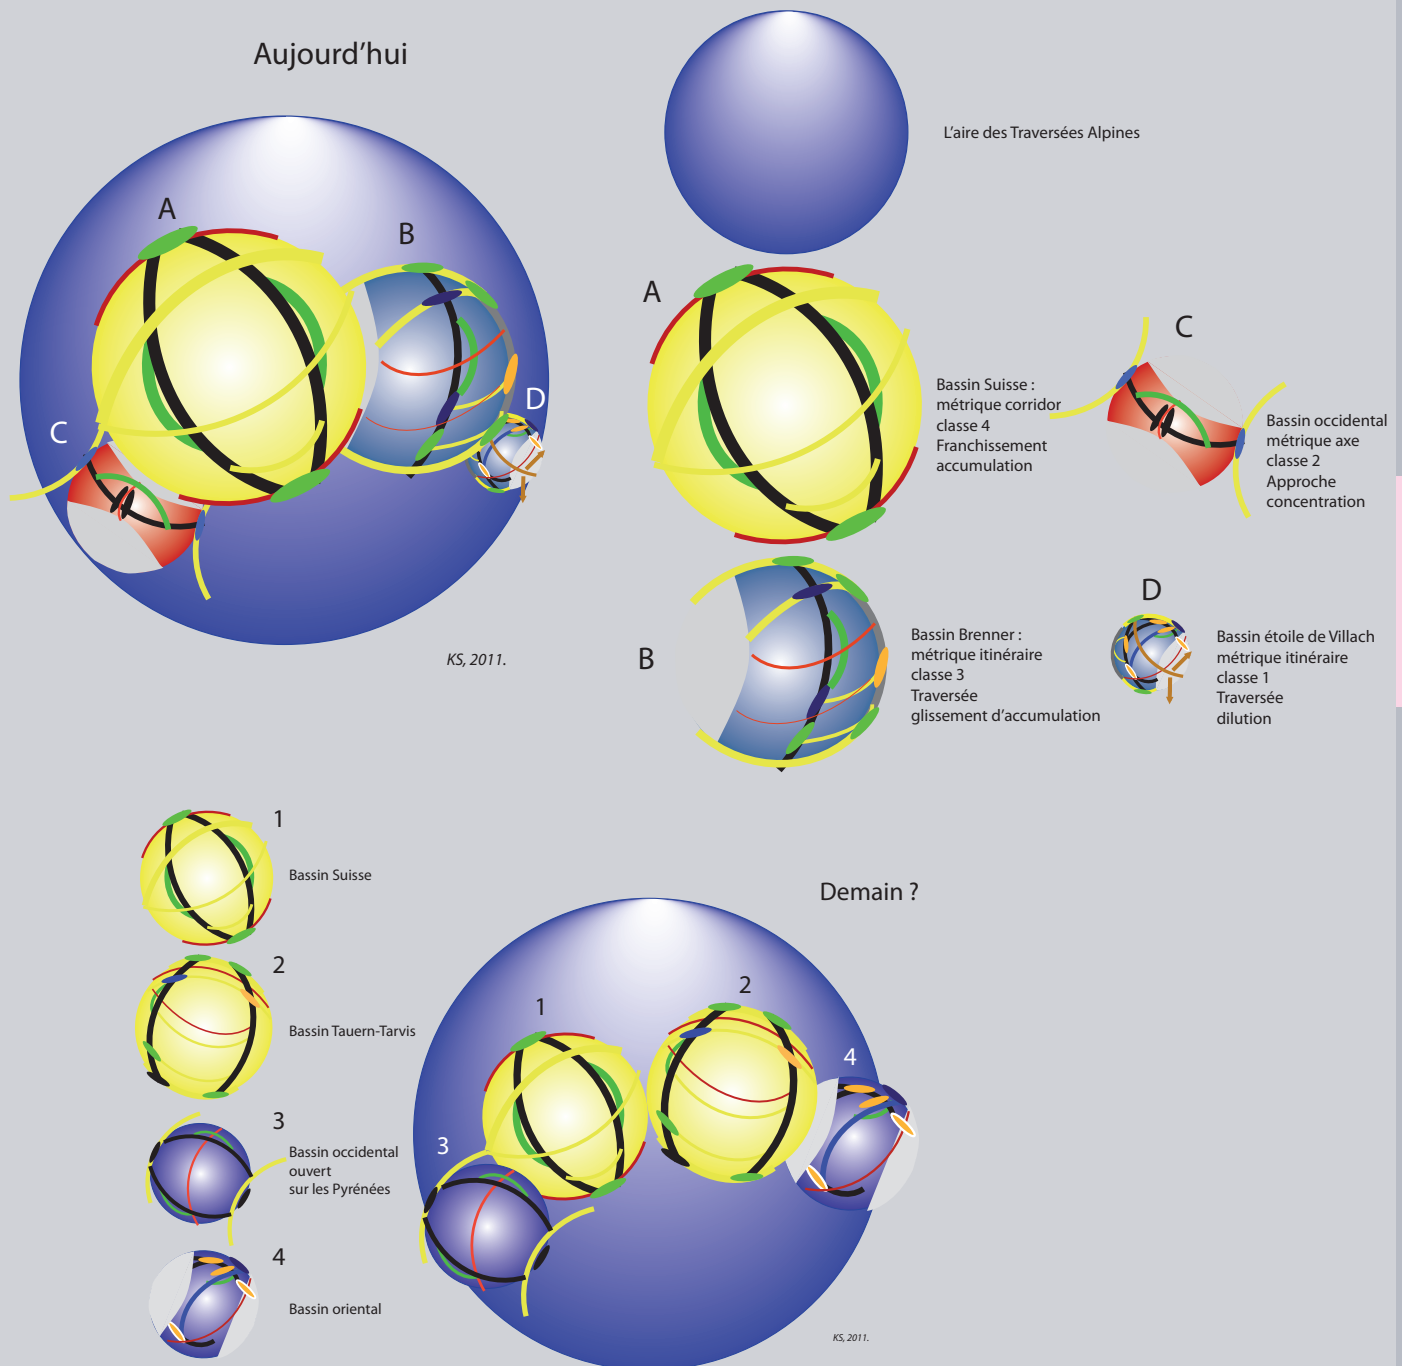 Aujourd'hui
A
B
C
D
KS, 2011.
L'aire des Traversées Alpines
A
Bassin Suisse :
métrique corridor
classe 4
Franchissement
accumulation
C
Bassin occidental
métrique axe
classe 2
Approche
concentration
B
Bassin Brenner :
métrique itinéraire
classe 3
Traversée
glissement d'accumulation
D
Bassin étoile de Villach
métrique itinéraire
classe 1
Traversée
dilution
1
Bassin Suisse
2
Bassin Tauern-Tarvis
3
Bassin occidental
ouvert
sur les Pyrénées
4
Bassin oriental
Demain ?
1
2
3
4
KS, 2011.